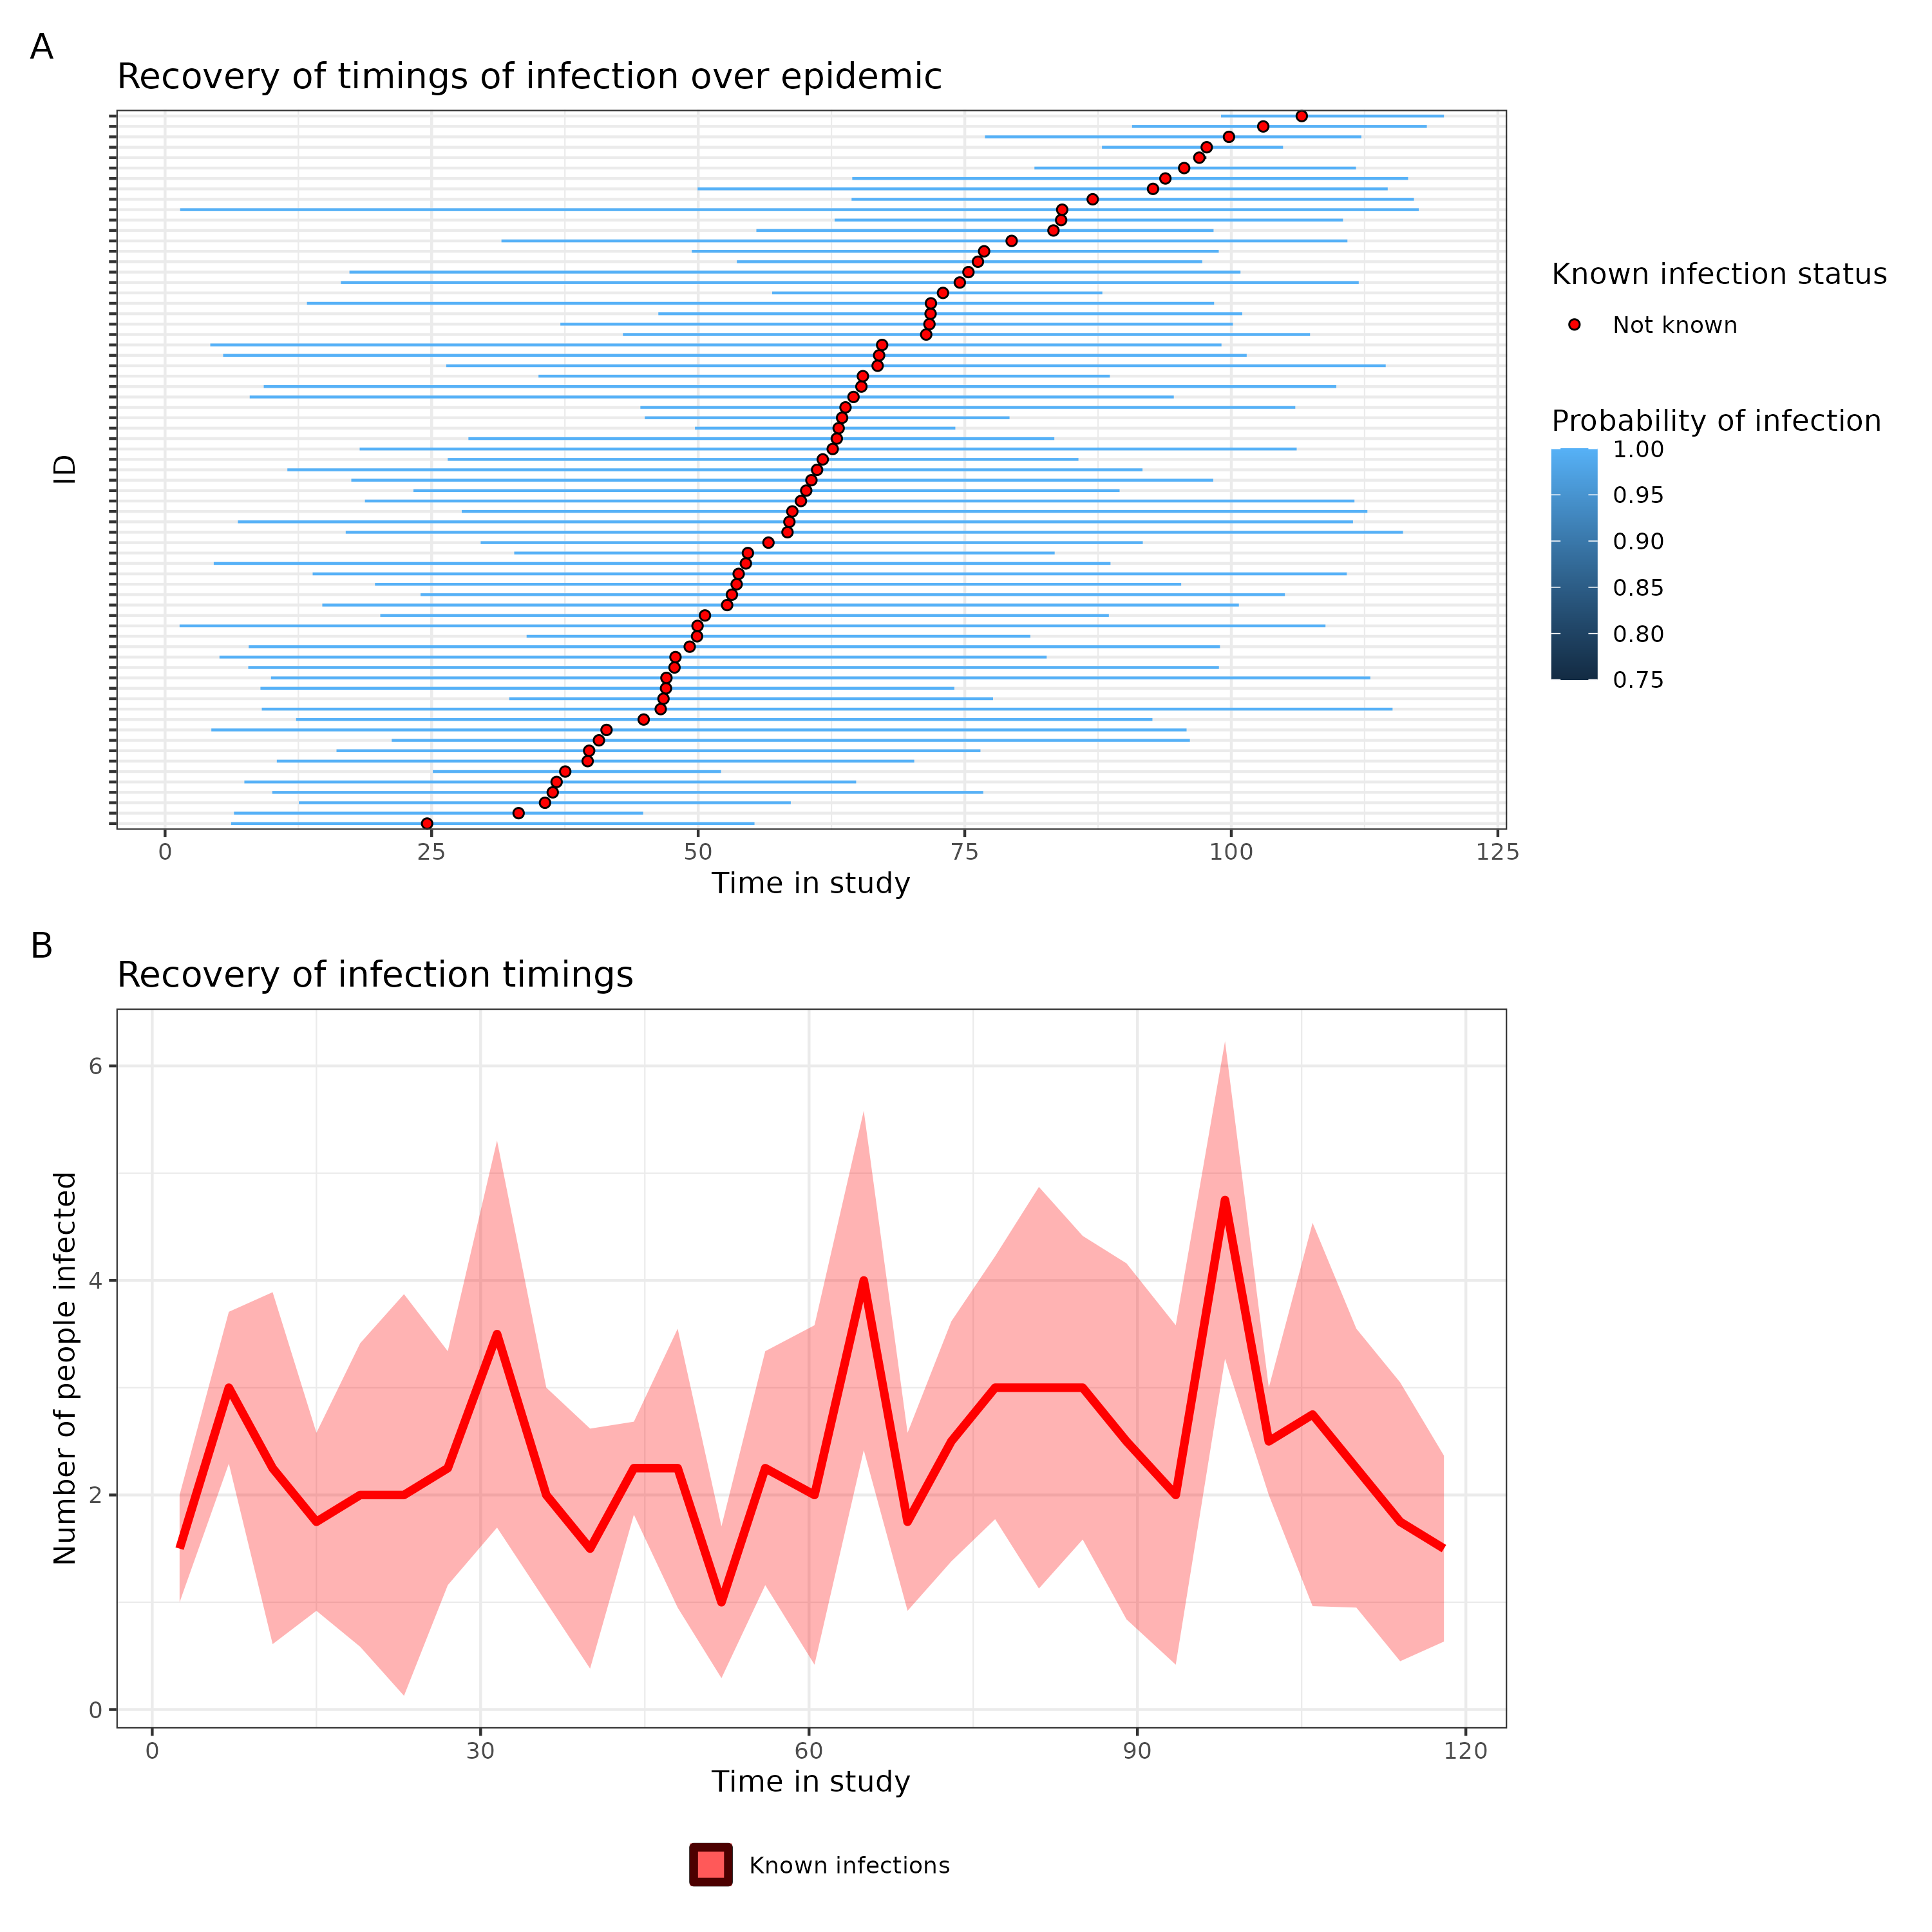 A
Recovery of timings of infection over epidemic
ID
0 25 50 75 100 125
Time in study
Known infection status
Not known
Probability of infection
1.00
0.95
0.90
0.85
0.80
0.75
B
Recovery of infection timings
Number of people infected
6
4
2
0
0 30 60 90 120
Time in study
Known infections